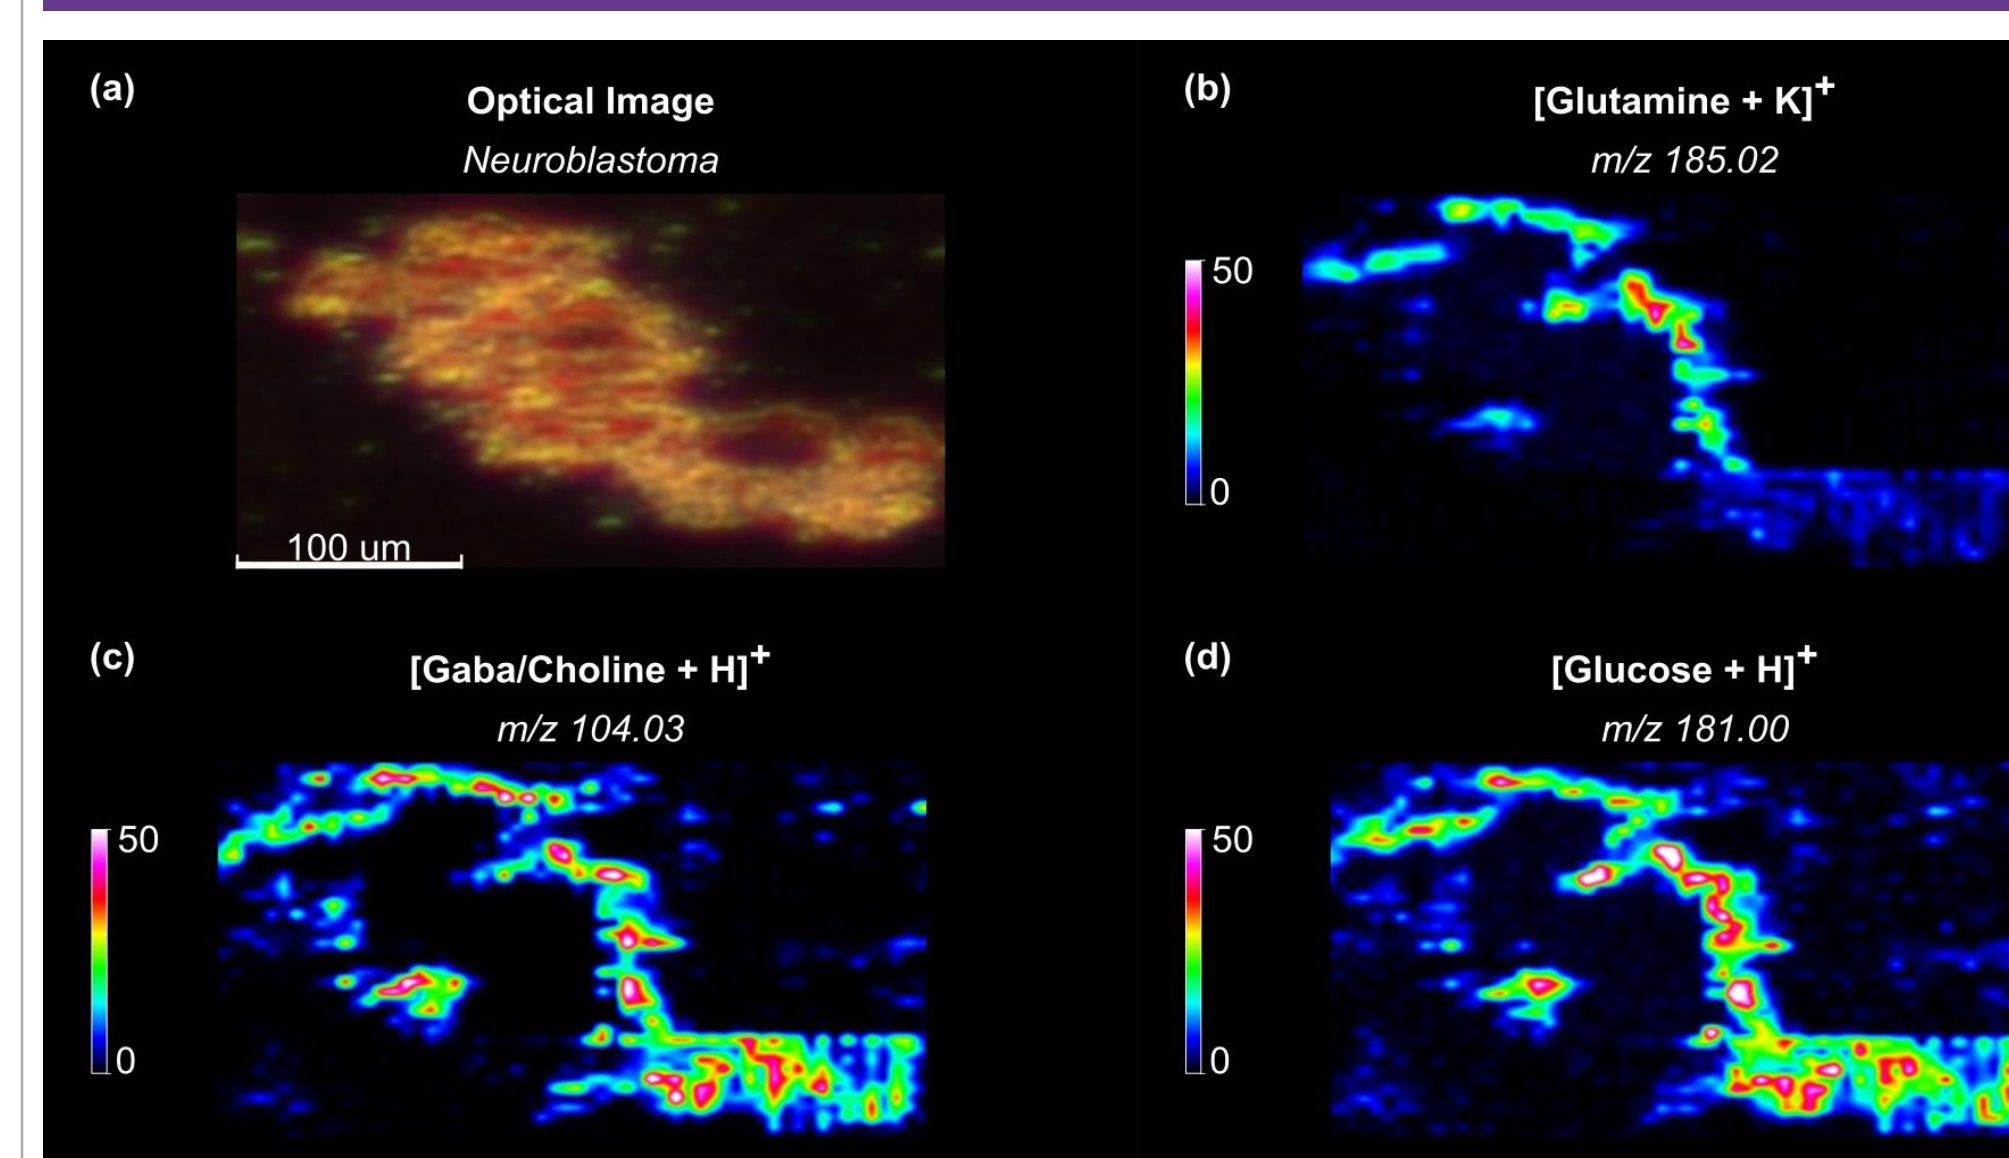 (a)
Optical Image
Neuroblastoma
100 um
(b)
[Glutamine + K]+
m/z 185.02
50
0
(c)
[Gaba/Choline + H]+
m/z 104.03
50
0
(d)
[Glucose + H]+
m/z 181.00
50
0